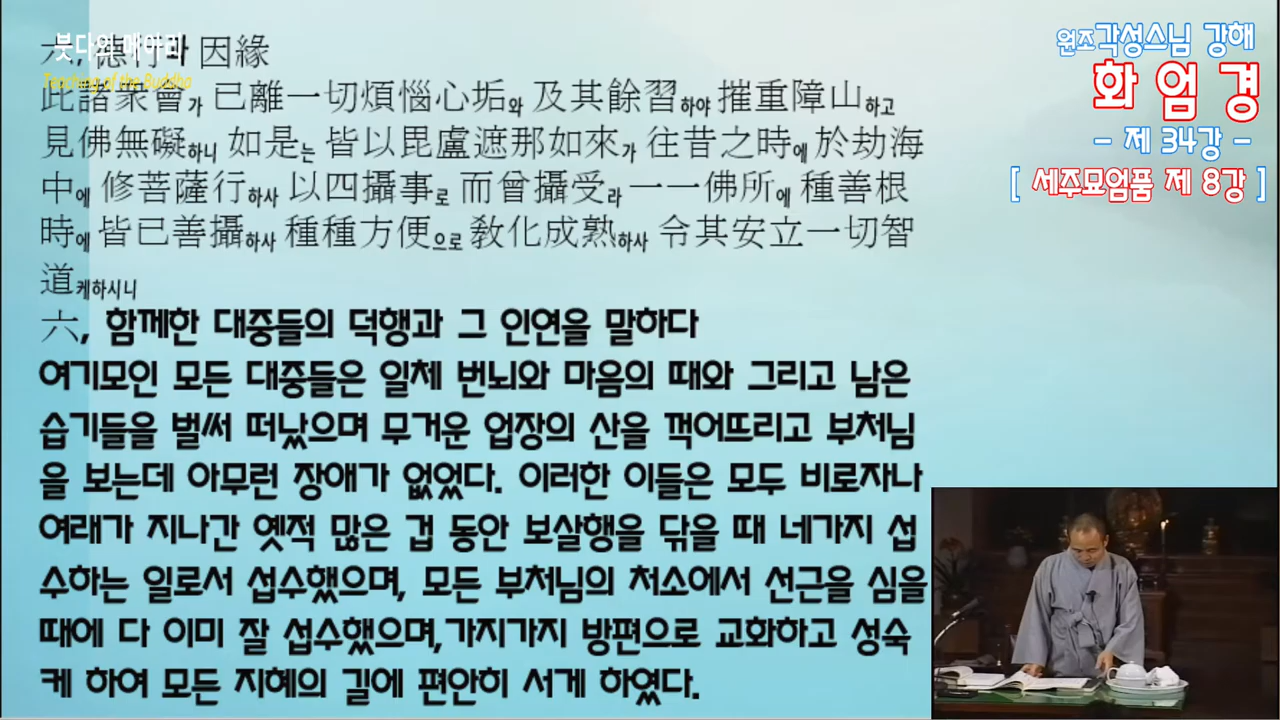 붓다의 메아리
Teaching of the Buddha
六, 德行과 因緣
此諸衆會가 已離一切煩惱心垢와 及其餘習하야 摧重障山하고
見佛無礙하니 如是는 皆以毘盧遮那如來가 往昔之時에 於劫海
中에 修菩薩行하사 以四攝事로 而曾攝受라 一一佛所에 種善根
時에 皆已善攝하사 種種方便으로 敎化成熟하사 令其安立一切智
道케하시니
六, 함께한 대중들의 덕행과 그 인연을 말하다
여기모인 모든 대중들은 일체 번뇌와 마음의 때와 그리고 남은
습기들을 벌써 떠났으며 무거운 업장의 산을 꺽어뜨리고 부처님
을 보는데 아무런 장애가 없었다. 이러한 이들은 모두 비로자나
여래가 지나간 옛적 많은 겁 동안 보살행을 닦을 때 네가지 섭
수하는 일로서 섭수했으며, 모든 부처님의 처소에서 선근을 심을
때에 다 이미 잘 섭수했으며,가지가지 방편으로 교화하고 성숙
케 하여 모든 지혜의 길에 편안히 서게 하였다.
원조각성스님 강해
화엄경
- 제 34강 -
[ 세주묘엄품 제 8강 ]